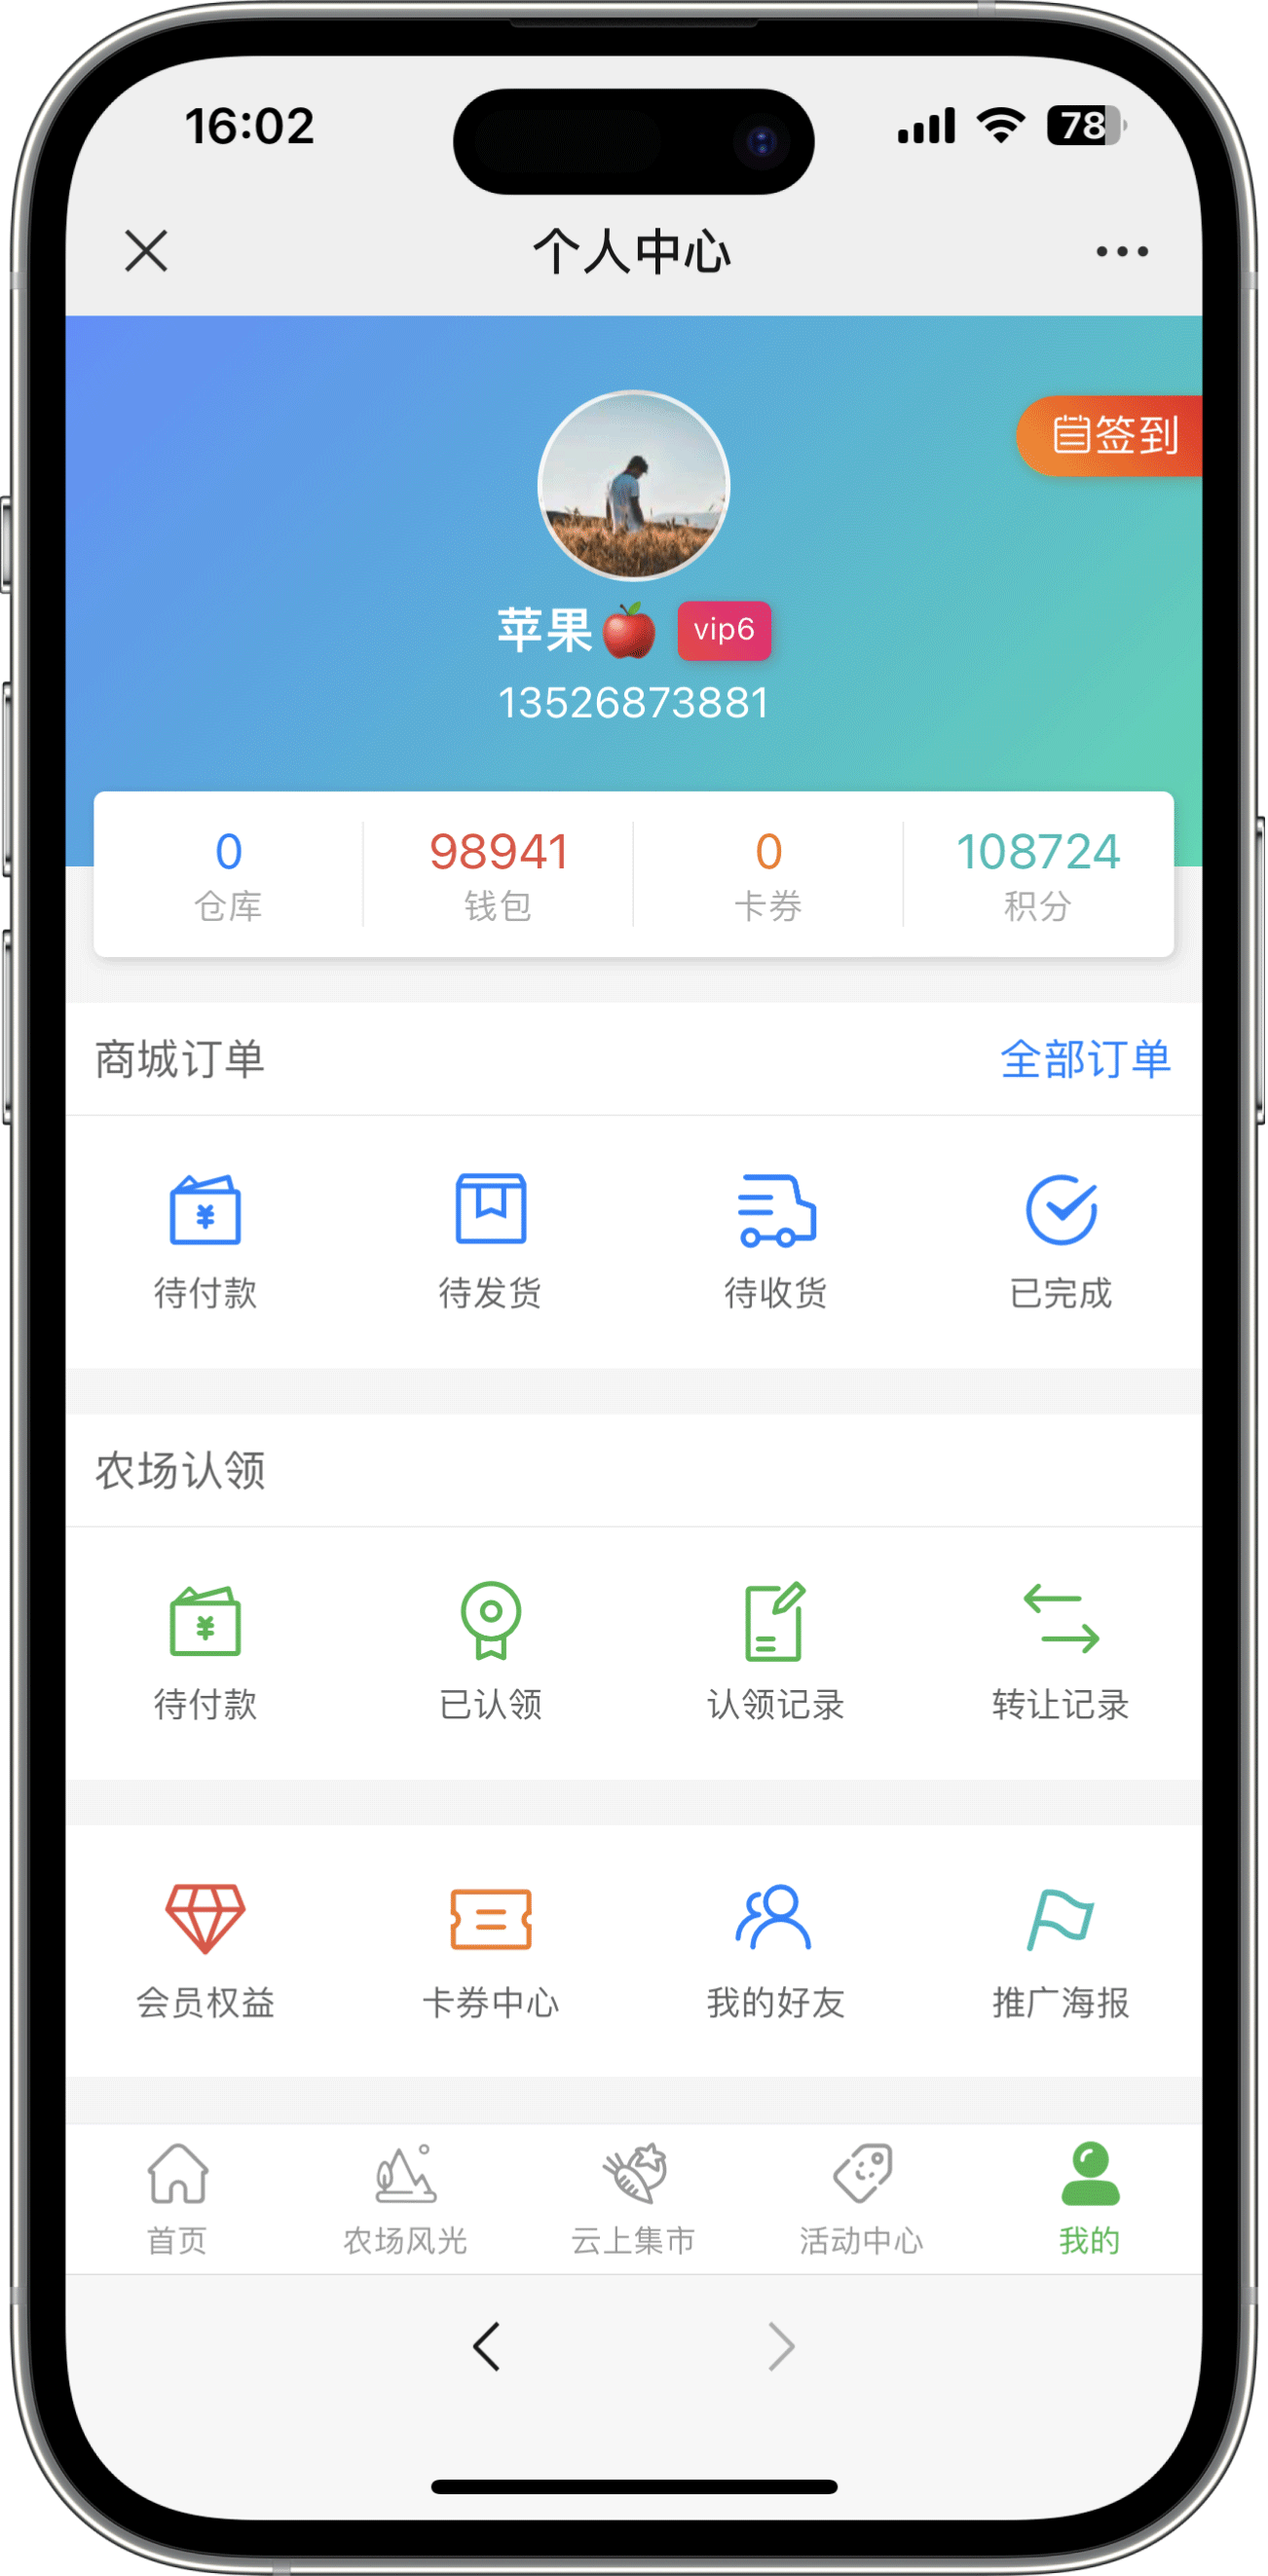 16:02
78
个人中心
签到
苹果🍎 vip6
13526873881
0 98941 0 108724
仓库 钱包 卡券 积分
商城订单 全部订单
待付款 待发货 待收货 已完成
农场认领
待付款 已认领 认领记录 转让记录
会员权益 卡券中心 我的好友 推广海报
首页 农场风光 云上集市 活动中心 我的